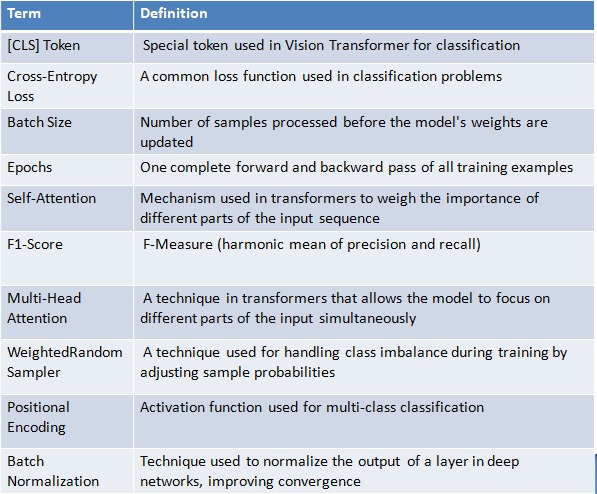 Term Definition
[CLS] Token Special token used in Vision Transformer for classification
Cross-Entropy A common loss function used in classification problems
Loss
Batch Size Number of samples processed before the model's weights are
updated
Epochs One complete forward and backward pass of all training examples
Self-Attention Mechanism used in transformers to weigh the importance of
different parts of the input sequence
F1-Score F-Measure (harmonic mean of precision and recall)
Multi-Head A technique in transformers that allows the model to focus on
Attention different parts of the input simultaneously
WeightedRandom A technique used for handling class imbalance during training by
Sampler adjusting sample probabilities
Positional Activation function used for multi-class classification
Encoding
Batch Technique used to normalize the output of a layer in deep
Normalization networks, improving convergence